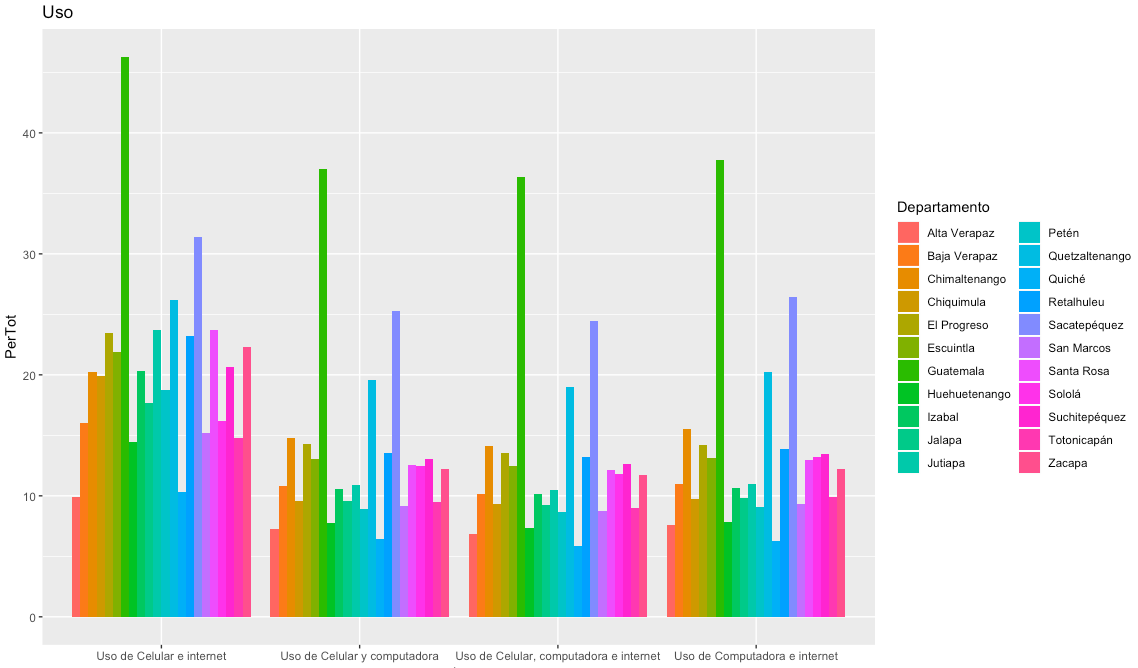 Uso
PerTot
40
30
20
10
0
Uso de Celular e internet
Uso de Celular y computadora
Uso de Celular, computadora e internet
Uso de Computadora e internet
Departamento
Alta Verapaz
Baja Verapaz
Chimaltenango
Chiquimula
El Progreso
Escuintla
Guatemala
Huehuetenango
Izabal
Jalapa
Jutiapa
Petén
Quetzaltenango
Quiché
Retalhuleu
Sacatepéquez
San Marcos
Santa Rosa
Sololá
Suchitepéquez
Totonicapán
Zacapa